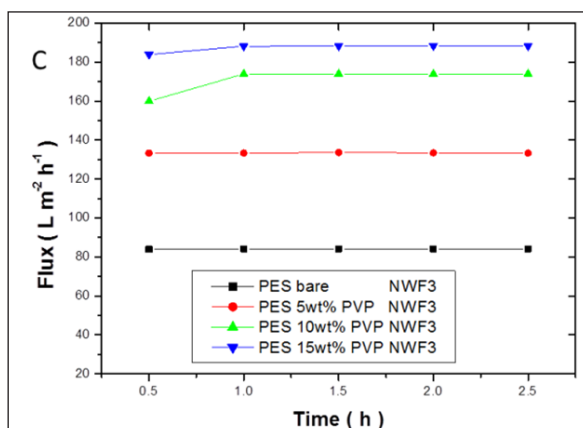 C
Flux ( L m⁻² h⁻¹ )
200
180
160
140
120
100
80
60
40
20
PES bare NWF3
PES 5wt% PVP NWF3
PES 10wt% PVP NWF3
PES 15wt% PVP NWF3
0.5 1.0 1.5 2.0 2.5
Time ( h )